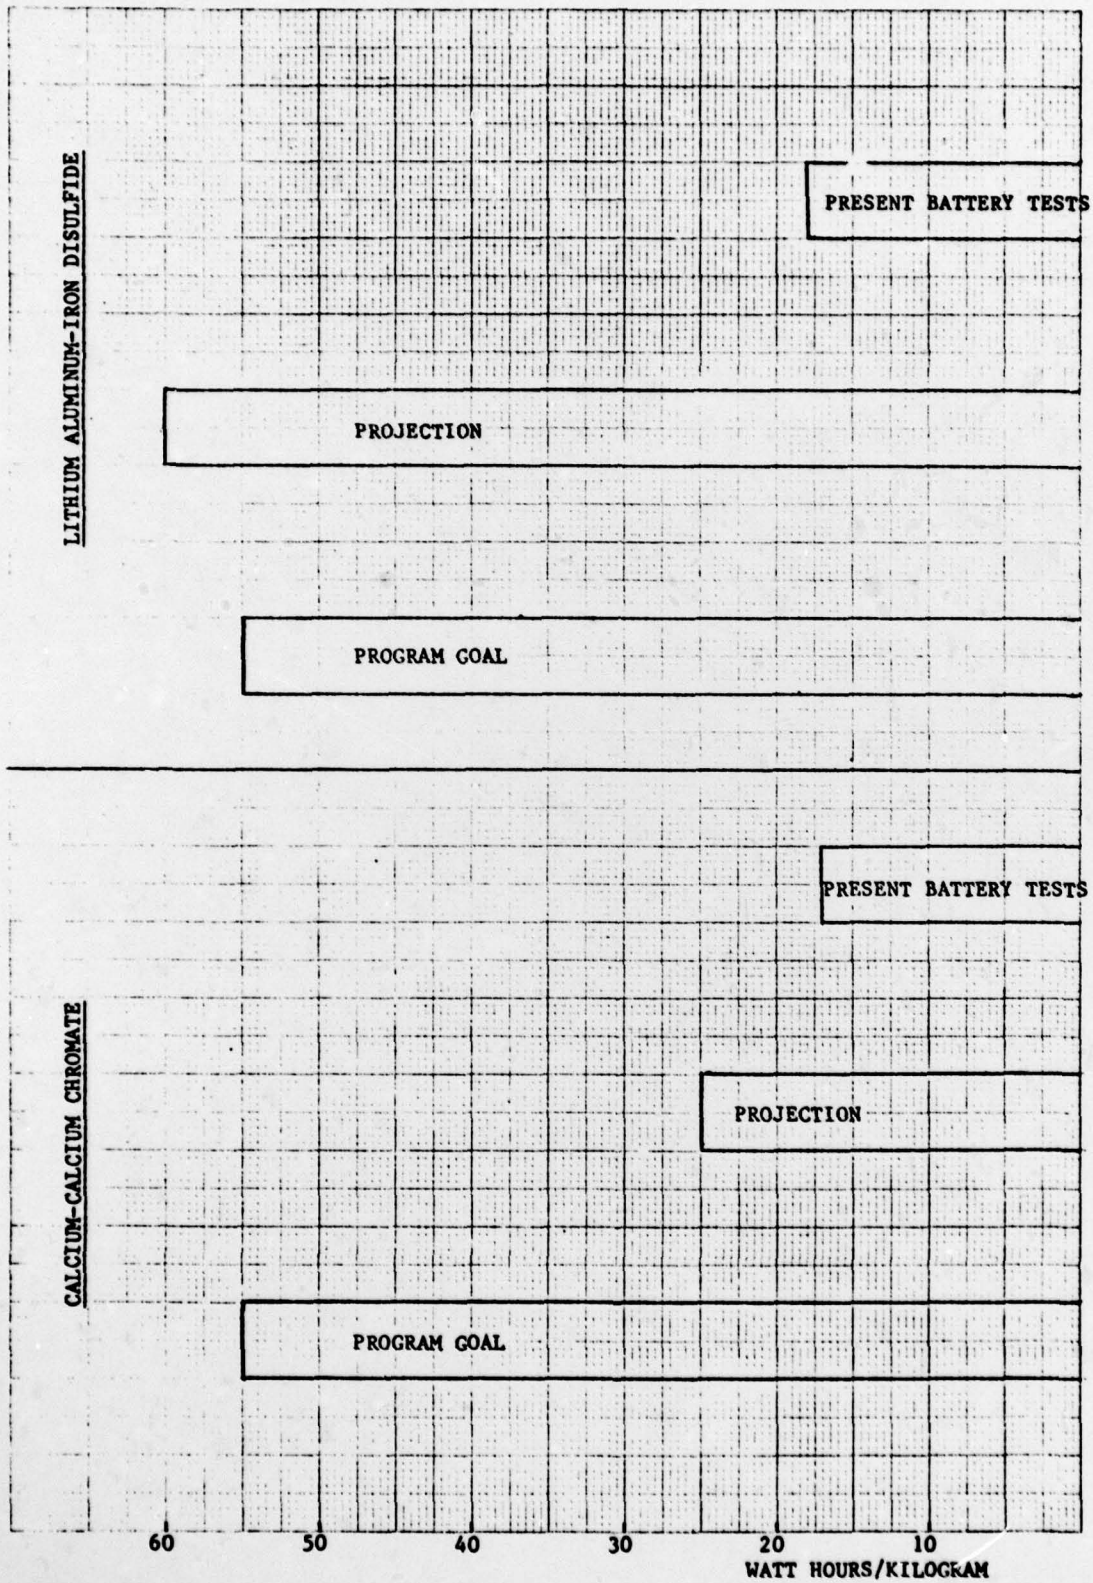 LITHIUM ALUMINUM-IRON DISULFIDE
PRESENT BATTERY TESTS
PROJECTION
PROGRAM GOAL
CALCIUM-CALCIUM CHROMATE
PRESENT BATTERY TESTS
PROJECTION
PROGRAM GOAL
60 50 40 30 20 10
WATT HOURS/KILOGRAM